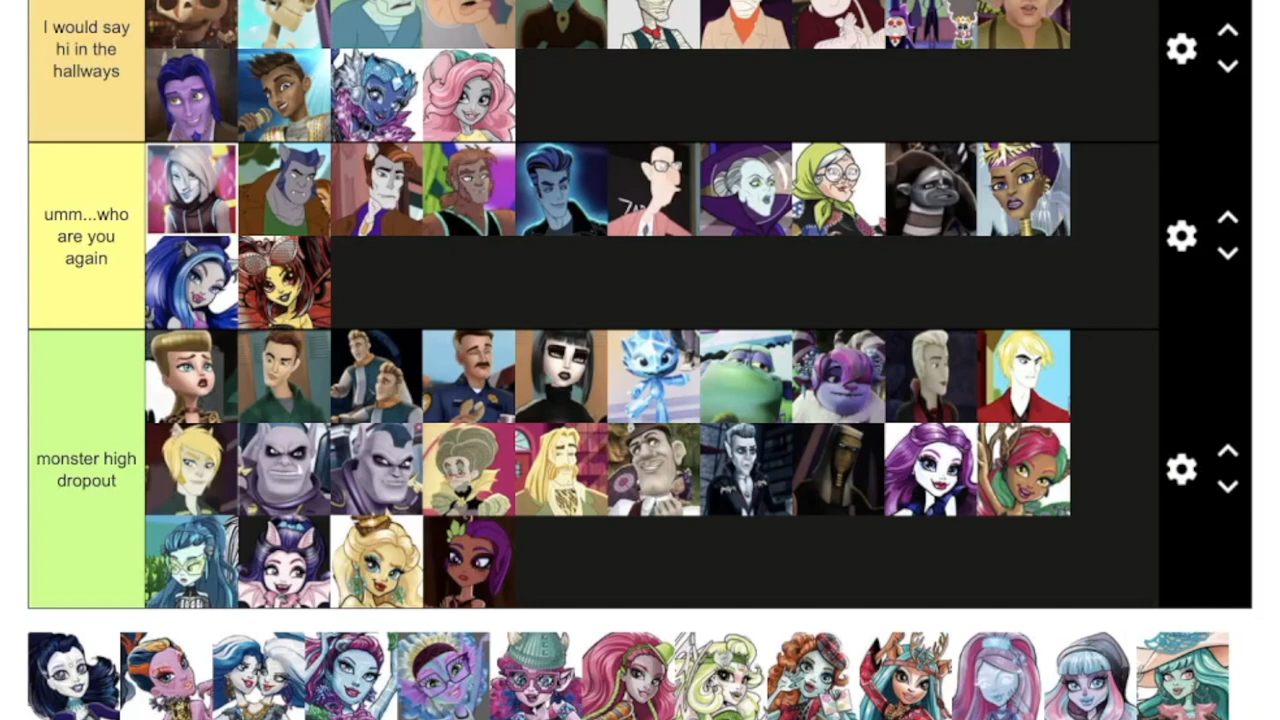 I would say
hi in the
hallways
umm...who
are you
again
monster high
dropout